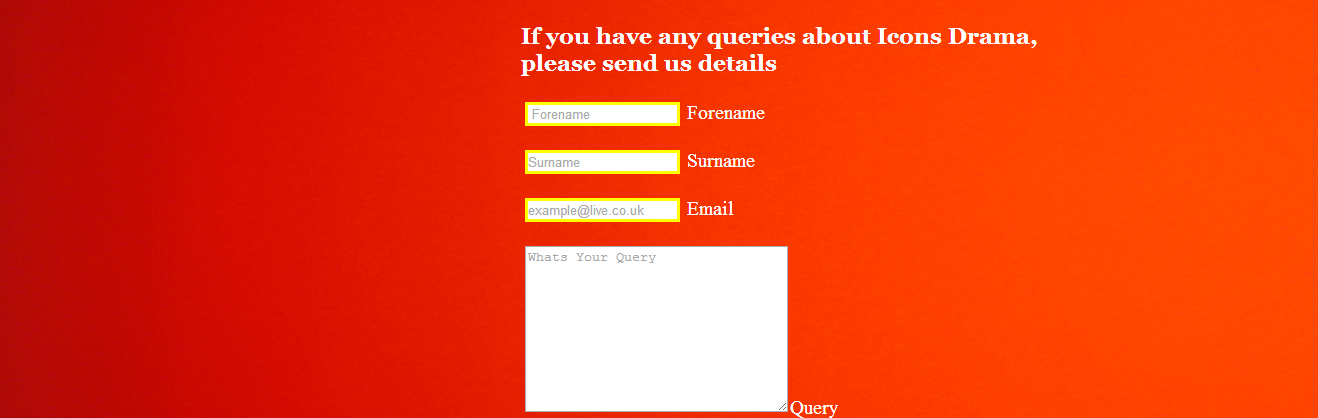 If you have any queries about Icons Drama,
please send us details
Forename Forename
Surname Surname
example@live.co.uk Email
Whats Your Query
Query